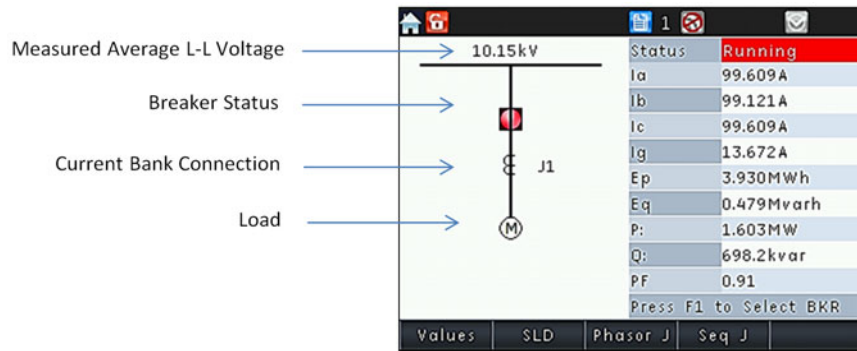 1
Measured Average L-L Voltage
10.15kV
Breaker Status
Current Bank Connection
J1
Load
M
Status Running
Ia 99.609A
Ib 99.121A
Ic 99.609A
Ig 13.672A
Ep 3.930MWh
Eq 0.479Mvarh
P: 1.603MW
Q: 698.2kvar
PF 0.91
Press F1 to Select BKR
Values SLD Phasor J Seq J